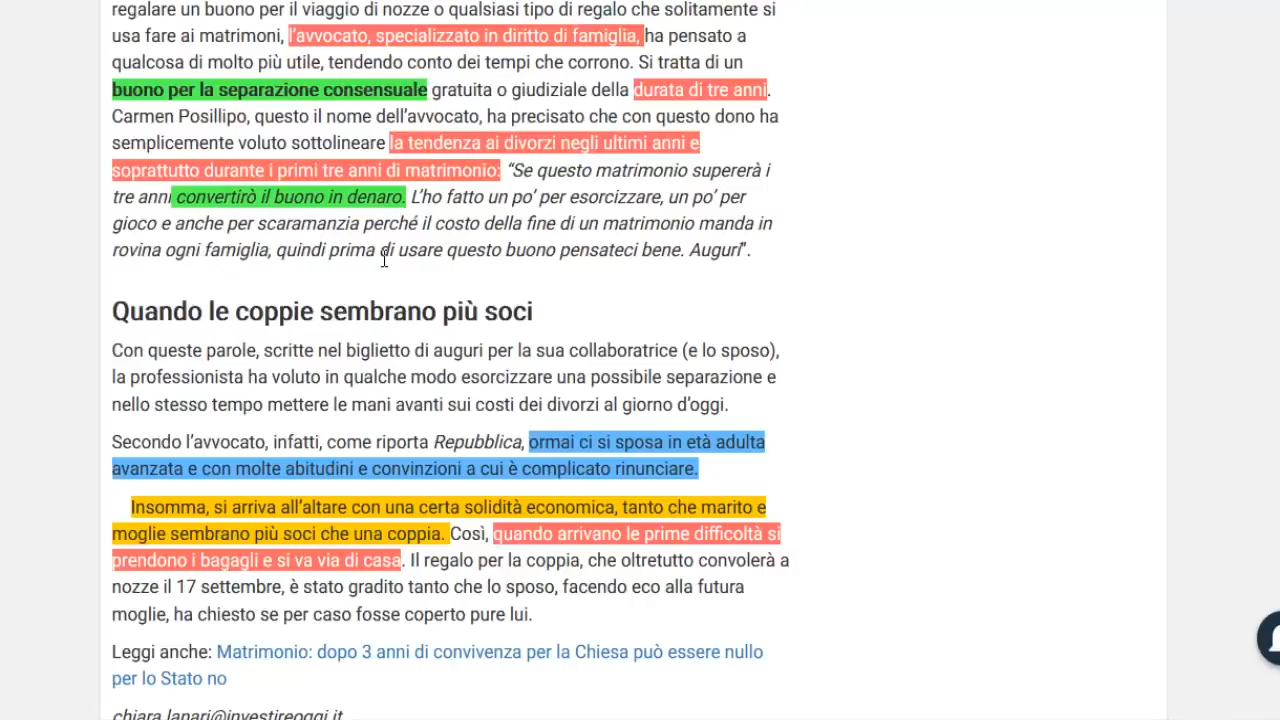 regalare un buono per il viaggio di nozze o qualsiasi tipo di regalo che solitamente si
usa fare ai matrimoni, l’avvocato, specializzato in diritto di famiglia, ha pensato a
qualcosa di molto più utile, tendendo conto dei tempi che corrono. Si tratta di un
buono per la separazione consensuale gratuita o giudiziale della durata di tre anni.
Carmen Posillipo, questo il nome dell’avvocato, ha precisato che con questo dono ha
semplicemente voluto sottolineare la tendenza ai divorzi negli ultimi anni e
soprattutto durante i primi tre anni di matrimonio: “Se questo matrimonio supererà i
tre anni convertirò il buono in denaro. L’ho fatto un po’ per esorcizzare, un po’ per
gioco e anche per scaramanzia perché il costo della fine di un matrimonio manda in
rovina ogni famiglia, quindi prima di usare questo buono pensateci bene. Auguri”.
Quando le coppie sembrano più soci
Con queste parole, scritte nel biglietto di auguri per la sua collaboratrice (e lo sposo),
la professionista ha voluto in qualche modo esorcizzare una possibile separazione e
nello stesso tempo mettere le mani avanti sui costi dei divorzi al giorno d’oggi.
Secondo l’avvocato, infatti, come riporta Repubblica, ormai ci si sposa in età adulta
avanzata e con molte abitudini e convinzioni a cui è complicato rinunciare.
Insomma, si arriva all’altare con una certa solidità economica, tanto che marito e
moglie sembrano più soci che una coppia. Così, quando arrivano le prime difficoltà si
prendono i bagagli e si va via di casa. Il regalo per la coppia, che oltretutto convolerà a
nozze il 17 settembre, è stato gradito tanto che lo sposo, facendo eco alla futura
moglie, ha chiesto se per caso fosse coperto pure lui.
Leggi anche: Matrimonio: dopo 3 anni di convivenza per la Chiesa può essere nullo
per lo Stato no
chiara.lanari@investireoggi.it